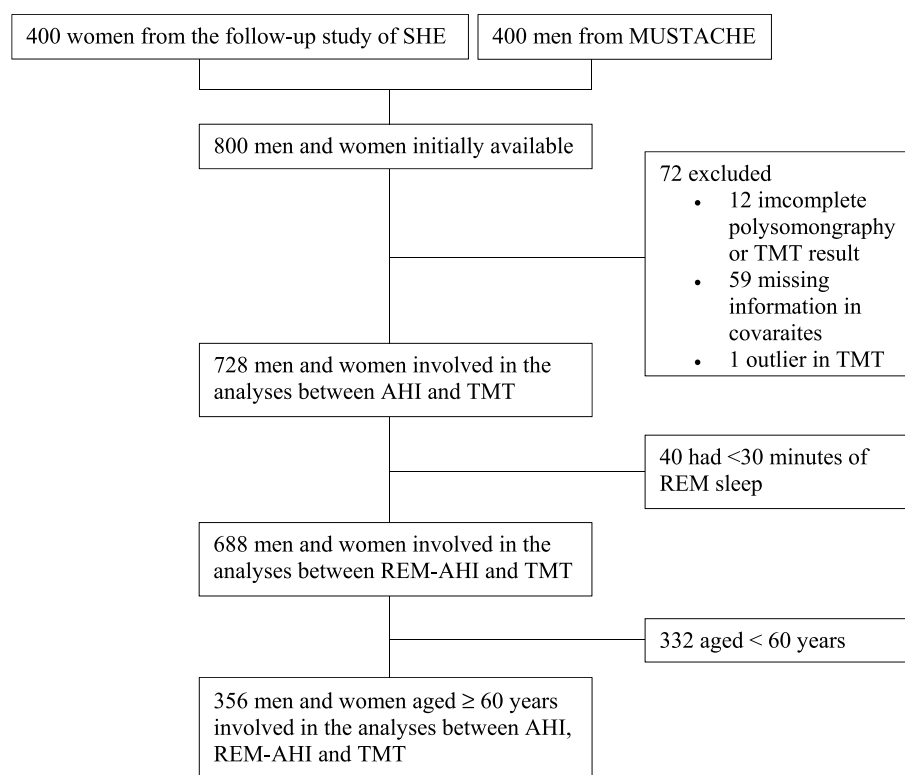 400 women from the follow-up study of SHE
400 men from MUSTACHE
800 men and women initially available
72 excluded
• 12 imcomplete
polysomongraphy
or TMT result
• 59 missing
information in
covaraites
• 1 outlier in TMT
728 men and women involved in the
analyses between AHI and TMT
40 had <30 minutes of
REM sleep
688 men and women involved in the
analyses between REM-AHI and TMT
332 aged < 60 years
356 men and women aged ≥ 60 years
involved in the analyses between AHI,
REM-AHI and TMT